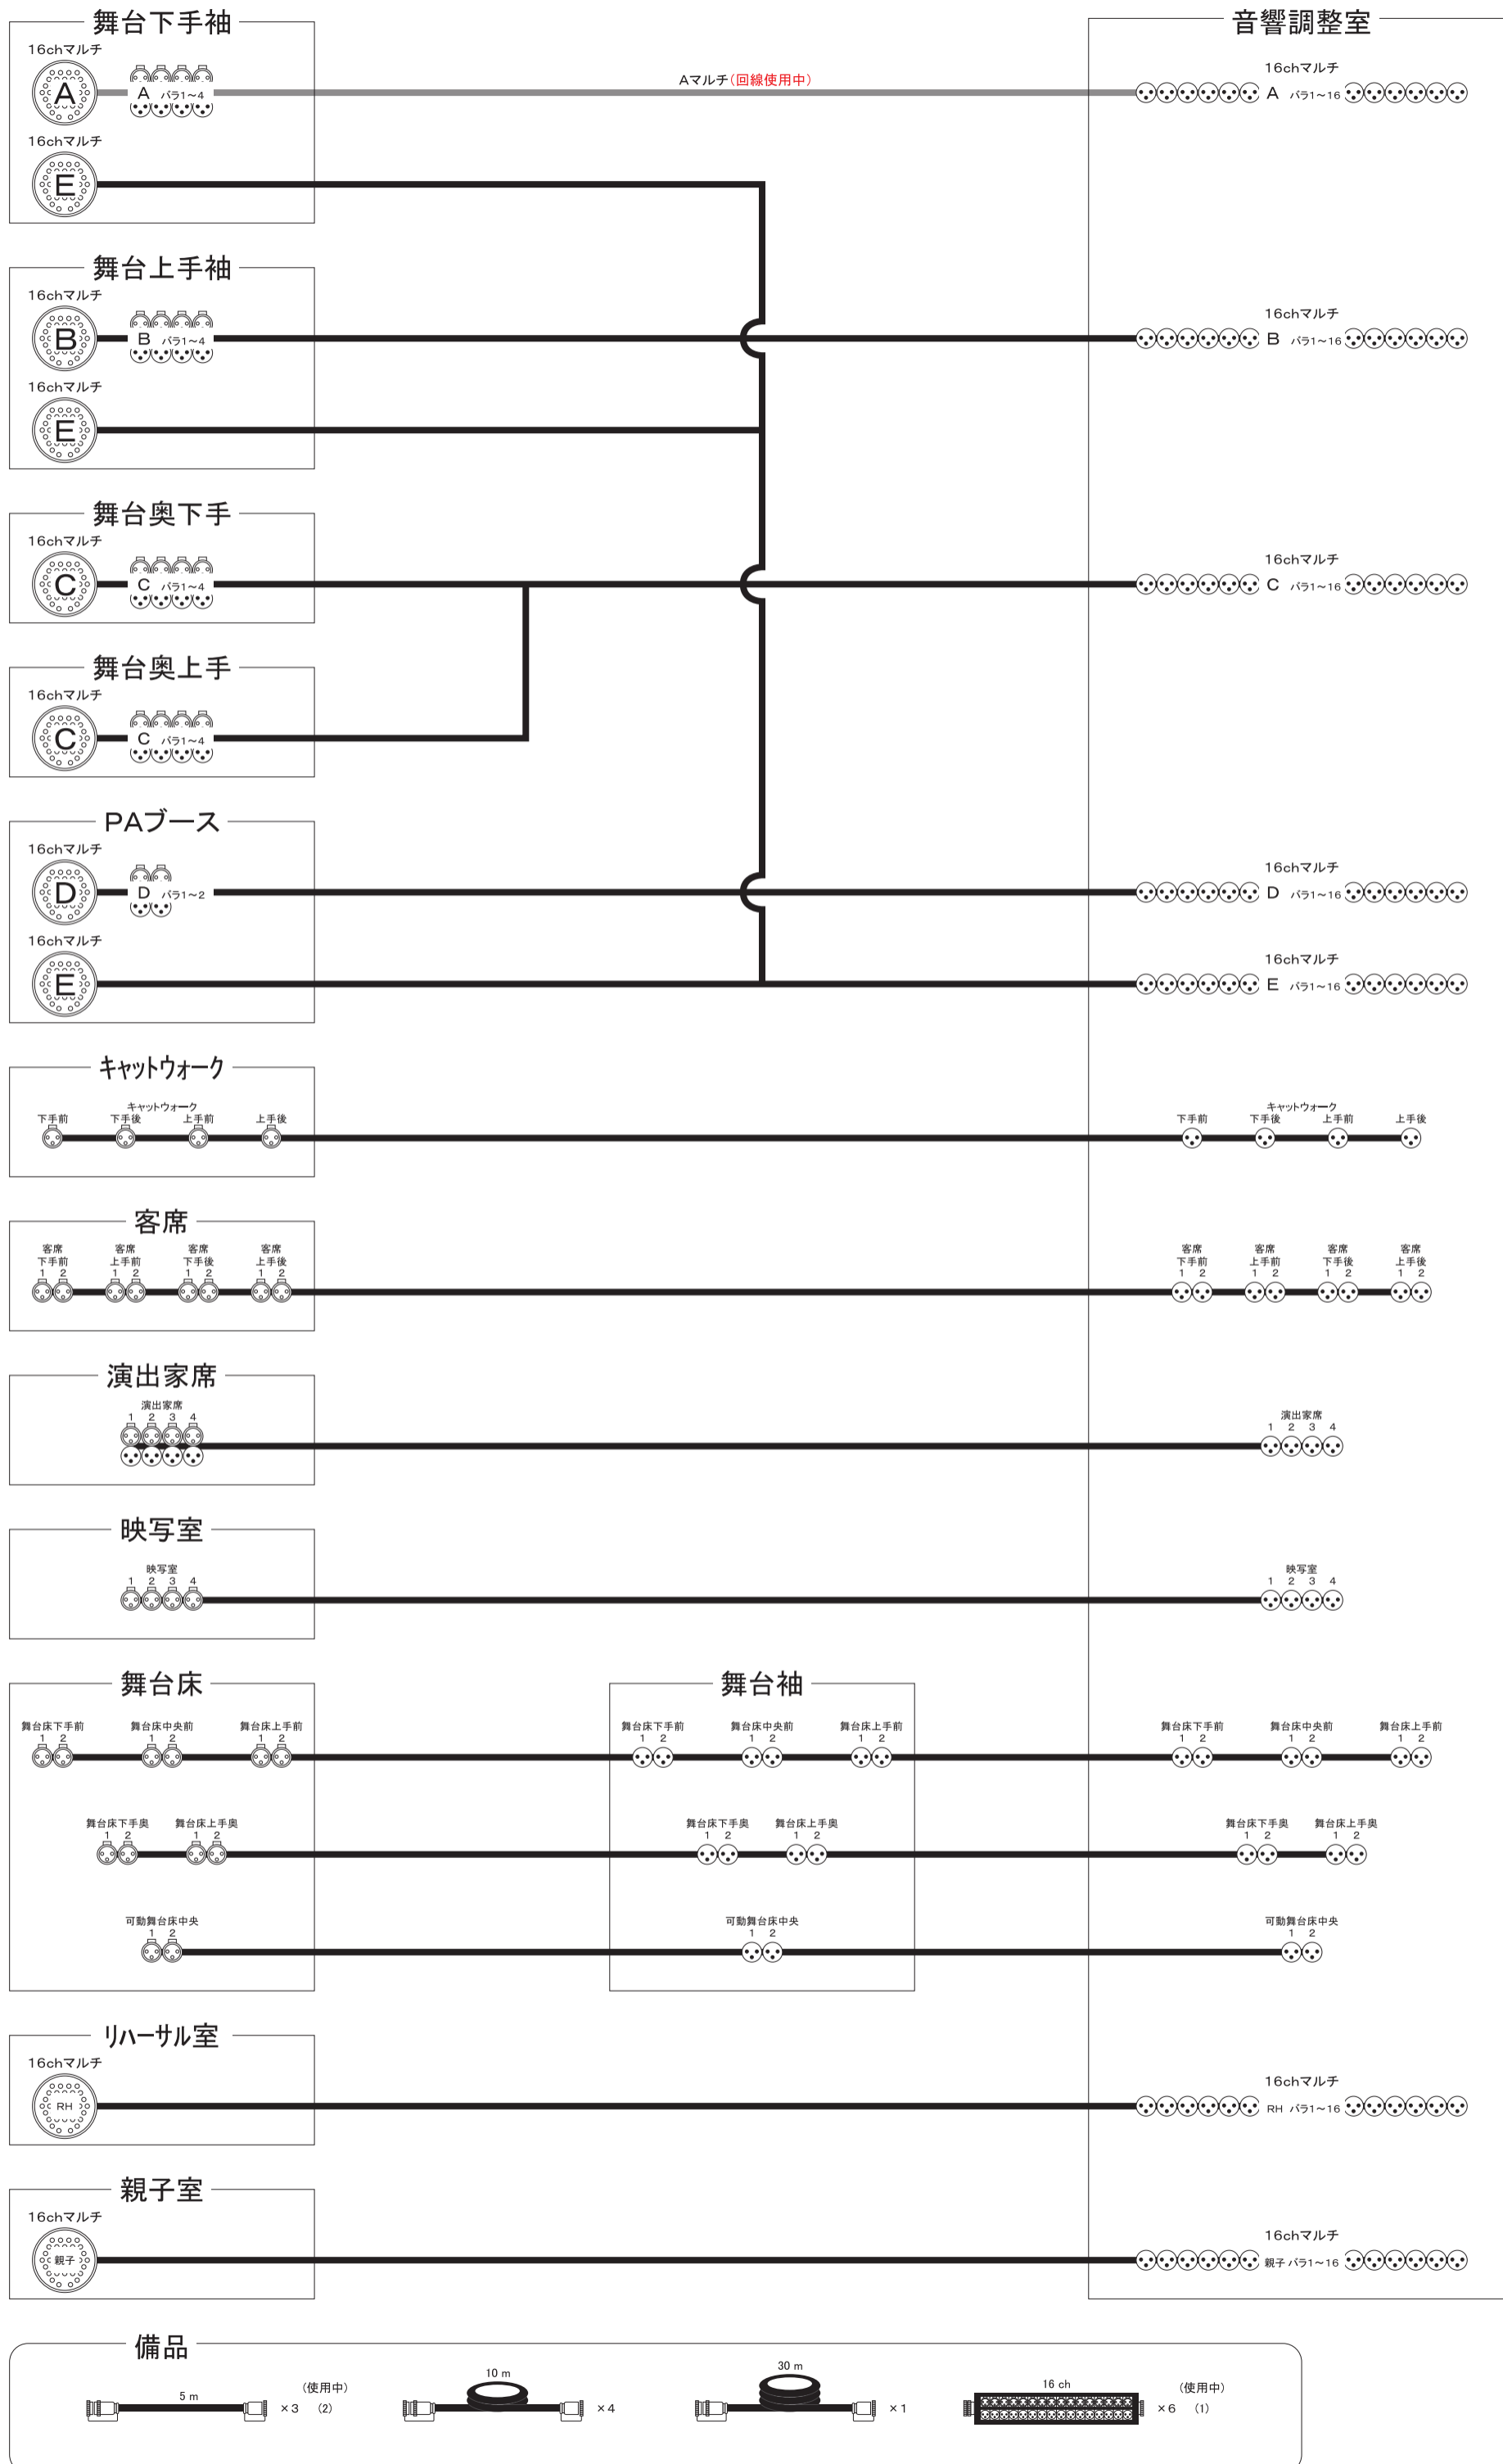 舞台下手袖
音響調整室
16chマルチ
A
A バラ1～4
Aマルチ(回線使用中)
16chマルチ
A バラ1～16
16chマルチ
E
舞台上手袖
16chマルチ
B
B バラ1～4
16chマルチ
B バラ1～16
16chマルチ
E
舞台奥下手
16chマルチ
C
C バラ1～4
16chマルチ
C バラ1～16
舞台奥上手
16chマルチ
C
C バラ1～4
PAブース
16chマルチ
D
D バラ1～2
16chマルチ
D バラ1～16
16chマルチ
E
16chマルチ
E バラ1～16
キャットウォーク
キャットウォーク
下手前 下手後 上手前 上手後
キャットウォーク
下手前 下手後 上手前 上手後
客席
客席 客席 客席 客席
下手前 上手前 下手後 上手後
1 2 1 2 1 2 1 2
客席 客席 客席 客席
下手前 上手前 下手後 上手後
1 2 1 2 1 2 1 2
演出家席
演出家席
1 2 3 4
演出家席
1 2 3 4
映写室
映写室
1 2 3 4
映写室
1 2 3 4
舞台床
舞台床下手前 舞台床中央前 舞台床上手前
1 2 1 2 1 2
舞台床下手奥 舞台床上手奥
1 2 1 2
可動舞台床中央
1 2
舞台袖
舞台床下手前 舞台床中央前 舞台床上手前
1 2 1 2 1 2
舞台床下手奥 舞台床上手奥
1 2 1 2
可動舞台床中央
1 2
舞台床下手前 舞台床中央前 舞台床上手前
1 2 1 2 1 2
舞台床下手奥 舞台床上手奥
1 2 1 2
可動舞台床中央
1 2
リハーサル室
16chマルチ
RH
16chマルチ
RH バラ1～16
親子室
16chマルチ
親子
16chマルチ
親子 バラ1～16
備品
5 m
×3
(使用中)
(2)
10 m
×4
30 m
×1
16 ch
×6
(使用中)
(1)